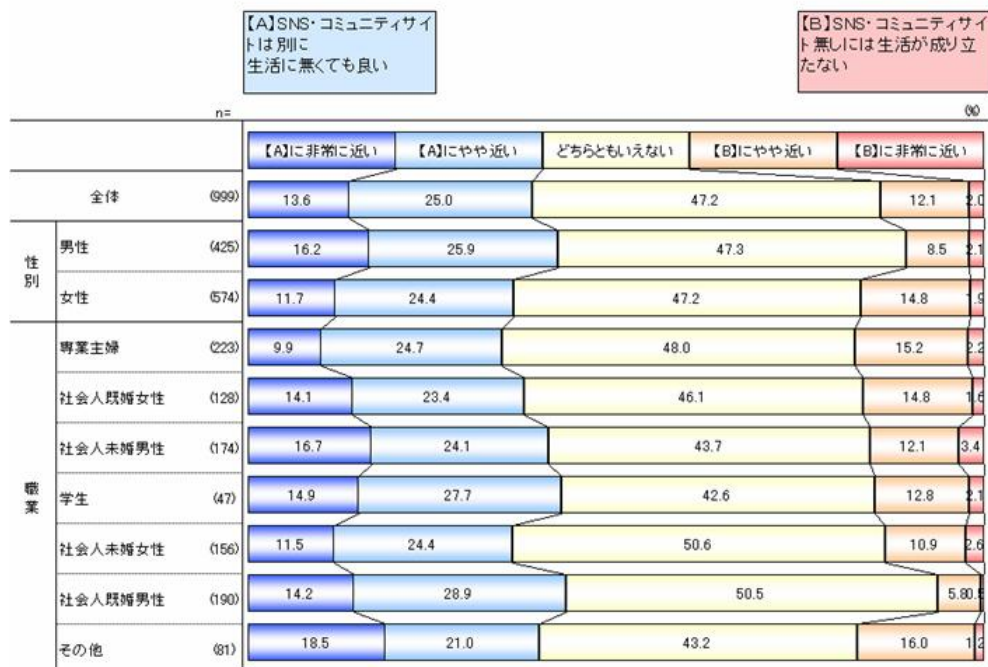 【A】SNS・コミュニティサイ
トは別に
生活に無くても良い
【B】SNS・コミュニティサイ
ト無しには生活が成り立
たない
n= (%)
【A】に非常に近い 【A】にやや近い どちらともいえない 【B】にやや近い 【B】に非常に近い
全体 (999) 13.6 25.0 47.2 12.1 2.0
性別
男性 (425) 16.2 25.9 47.3 8.5 2.1
女性 (574) 11.7 24.4 47.2 14.8 1.9
職業
専業主婦 (223) 9.9 24.7 48.0 15.2 2.2
社会人既婚女性 (128) 14.1 23.4 46.1 14.8 1.6
社会人未婚男性 (174) 16.7 24.1 43.7 12.1 3.4
学生 (47) 14.9 27.7 42.6 12.8 2.1
社会人未婚女性 (156) 11.5 24.4 50.6 10.9 2.6
社会人既婚男性 (190) 14.2 28.9 50.5 5.8 0.5
その他 (81) 18.5 21.0 43.2 16.0 1.2